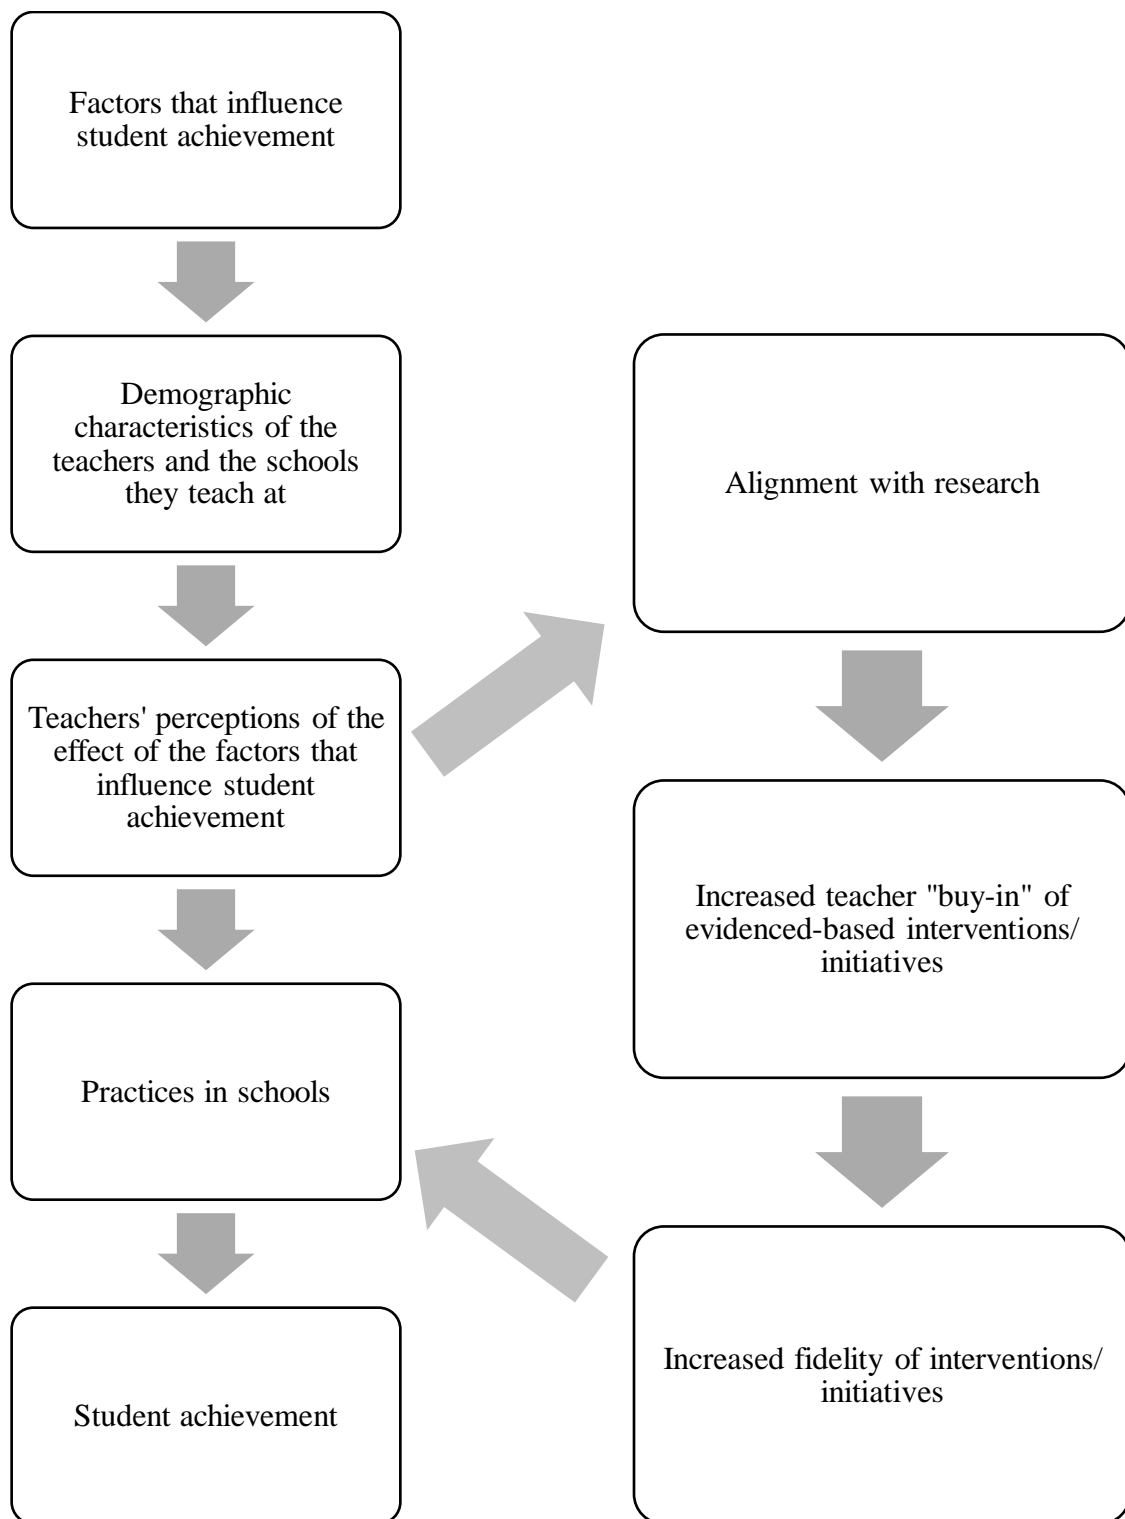 Factors that influence
student achievement
Demographic
characteristics of the
teachers and the schools
they teach at
Teachers' perceptions of the
effect of the factors that
influence student
achievement
Practices in schools
Student achievement
Alignment with research
Increased teacher "buy-in" of
evidenced-based interventions/
initiatives
Increased fidelity of interventions/
initiatives